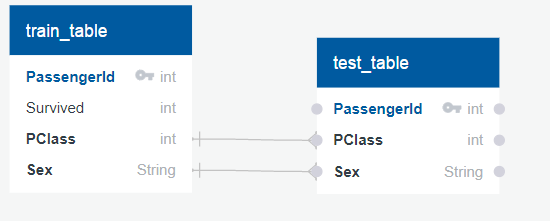 train_table
PassengerId int
Survived int
PClass int
Sex String
test_table
PassengerId int
PClass int
Sex String